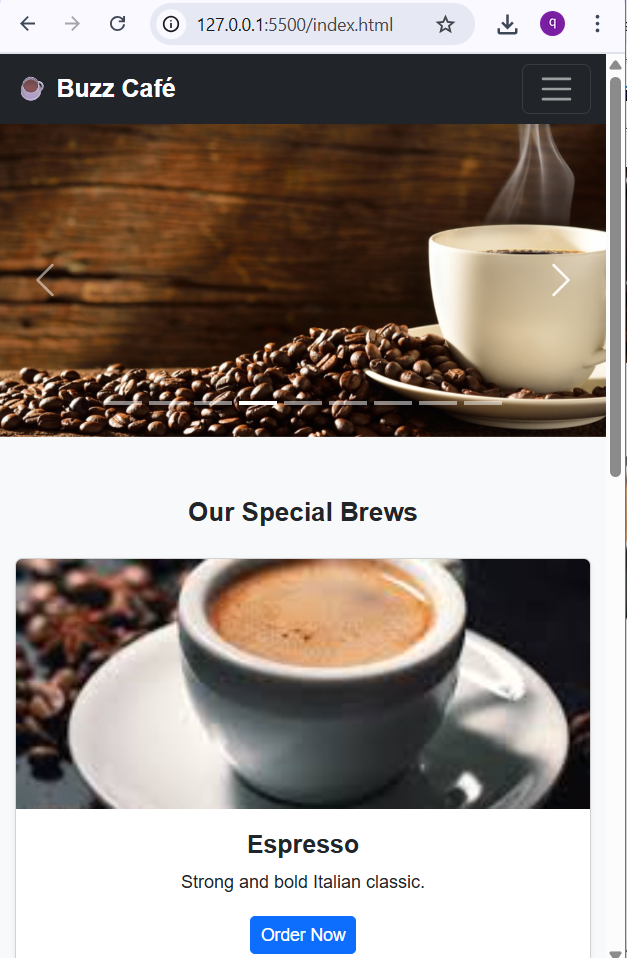 127.0.0.1:5500/index.html
q
Buzz Café
Our Special Brews
Espresso
Strong and bold Italian classic.
Order Now